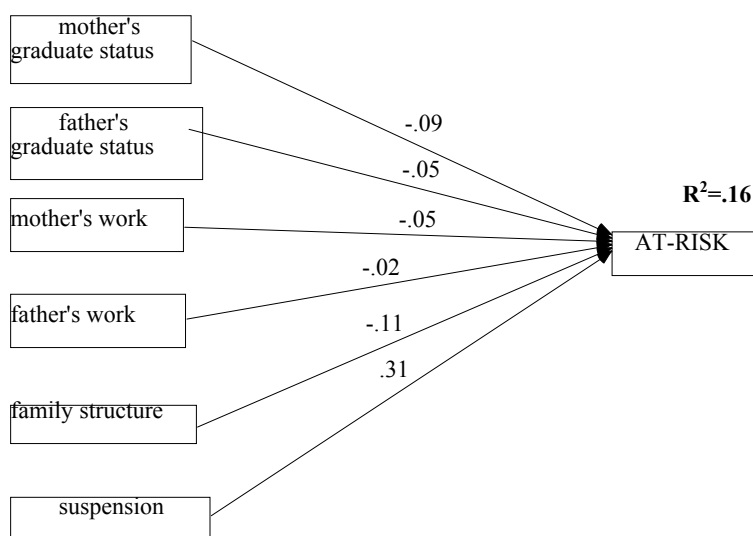 mother's
graduate status
father's
graduate status
mother's work
father's work
family structure
suspension
-.09
-.05
-.05
-.02
-.11
.31
R²=.16
AT-RISK